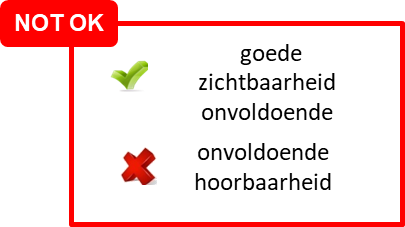 NOT OK
goede
zichtbaarheid
onvoldoende
onvoldoende
hoorbaarheid